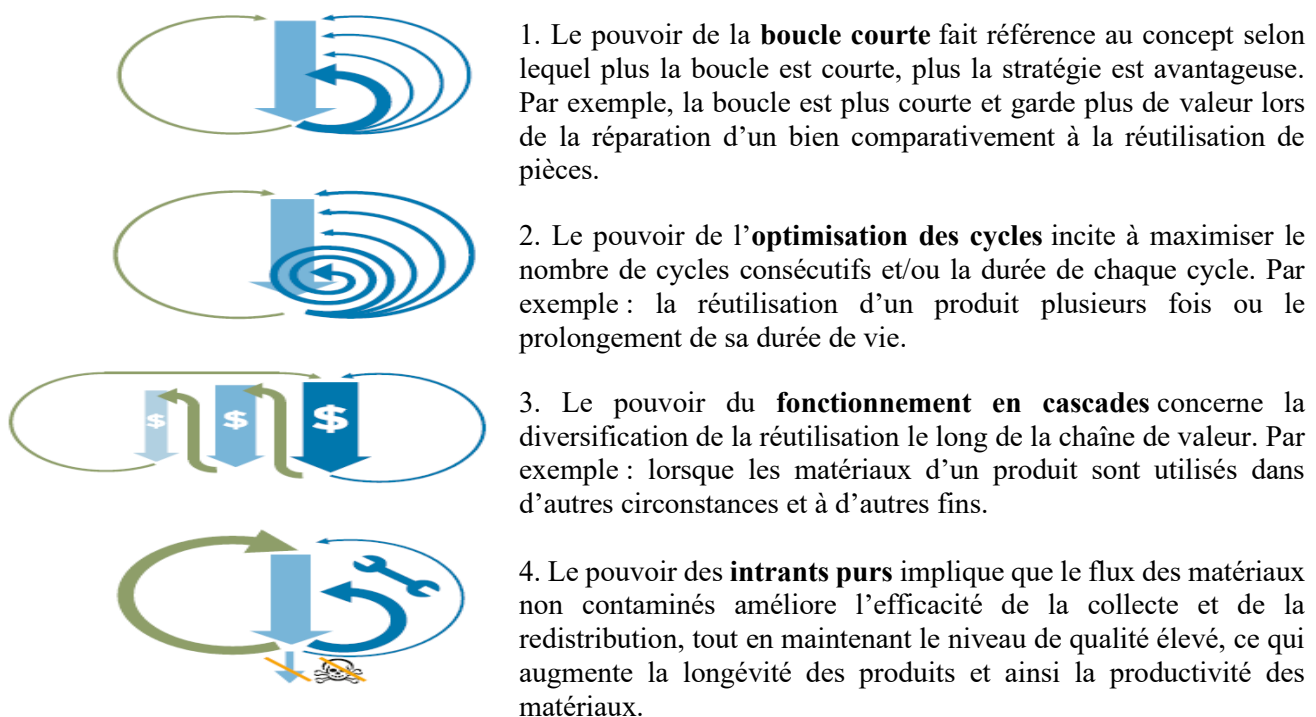 1. Le pouvoir de la boucle courte fait référence au concept selon
lequel plus la boucle est courte, plus la stratégie est avantageuse.
Par exemple, la boucle est plus courte et garde plus de valeur lors
de la réparation d'un bien comparativement à la réutilisation de
pièces.
2. Le pouvoir de l'optimisation des cycles incite à maximiser le
nombre de cycles consécutifs et/ou la durée de chaque cycle. Par
exemple : la réutilisation d'un produit plusieurs fois ou le
prolongement de sa durée de vie.
$ $ $
3. Le pouvoir du fonctionnement en cascades concerne la
diversification de la réutilisation le long de la chaîne de valeur. Par
exemple : lorsque les matériaux d'un produit sont utilisés dans
d'autres circonstances et à d'autres fins.
4. Le pouvoir des intrants purs implique que le flux des matériaux
non contaminés améliore l'efficacité de la collecte et de la
redistribution, tout en maintenant le niveau de qualité élevé, ce qui
augmente la longévité des produits et ainsi la productivité des
matériaux.